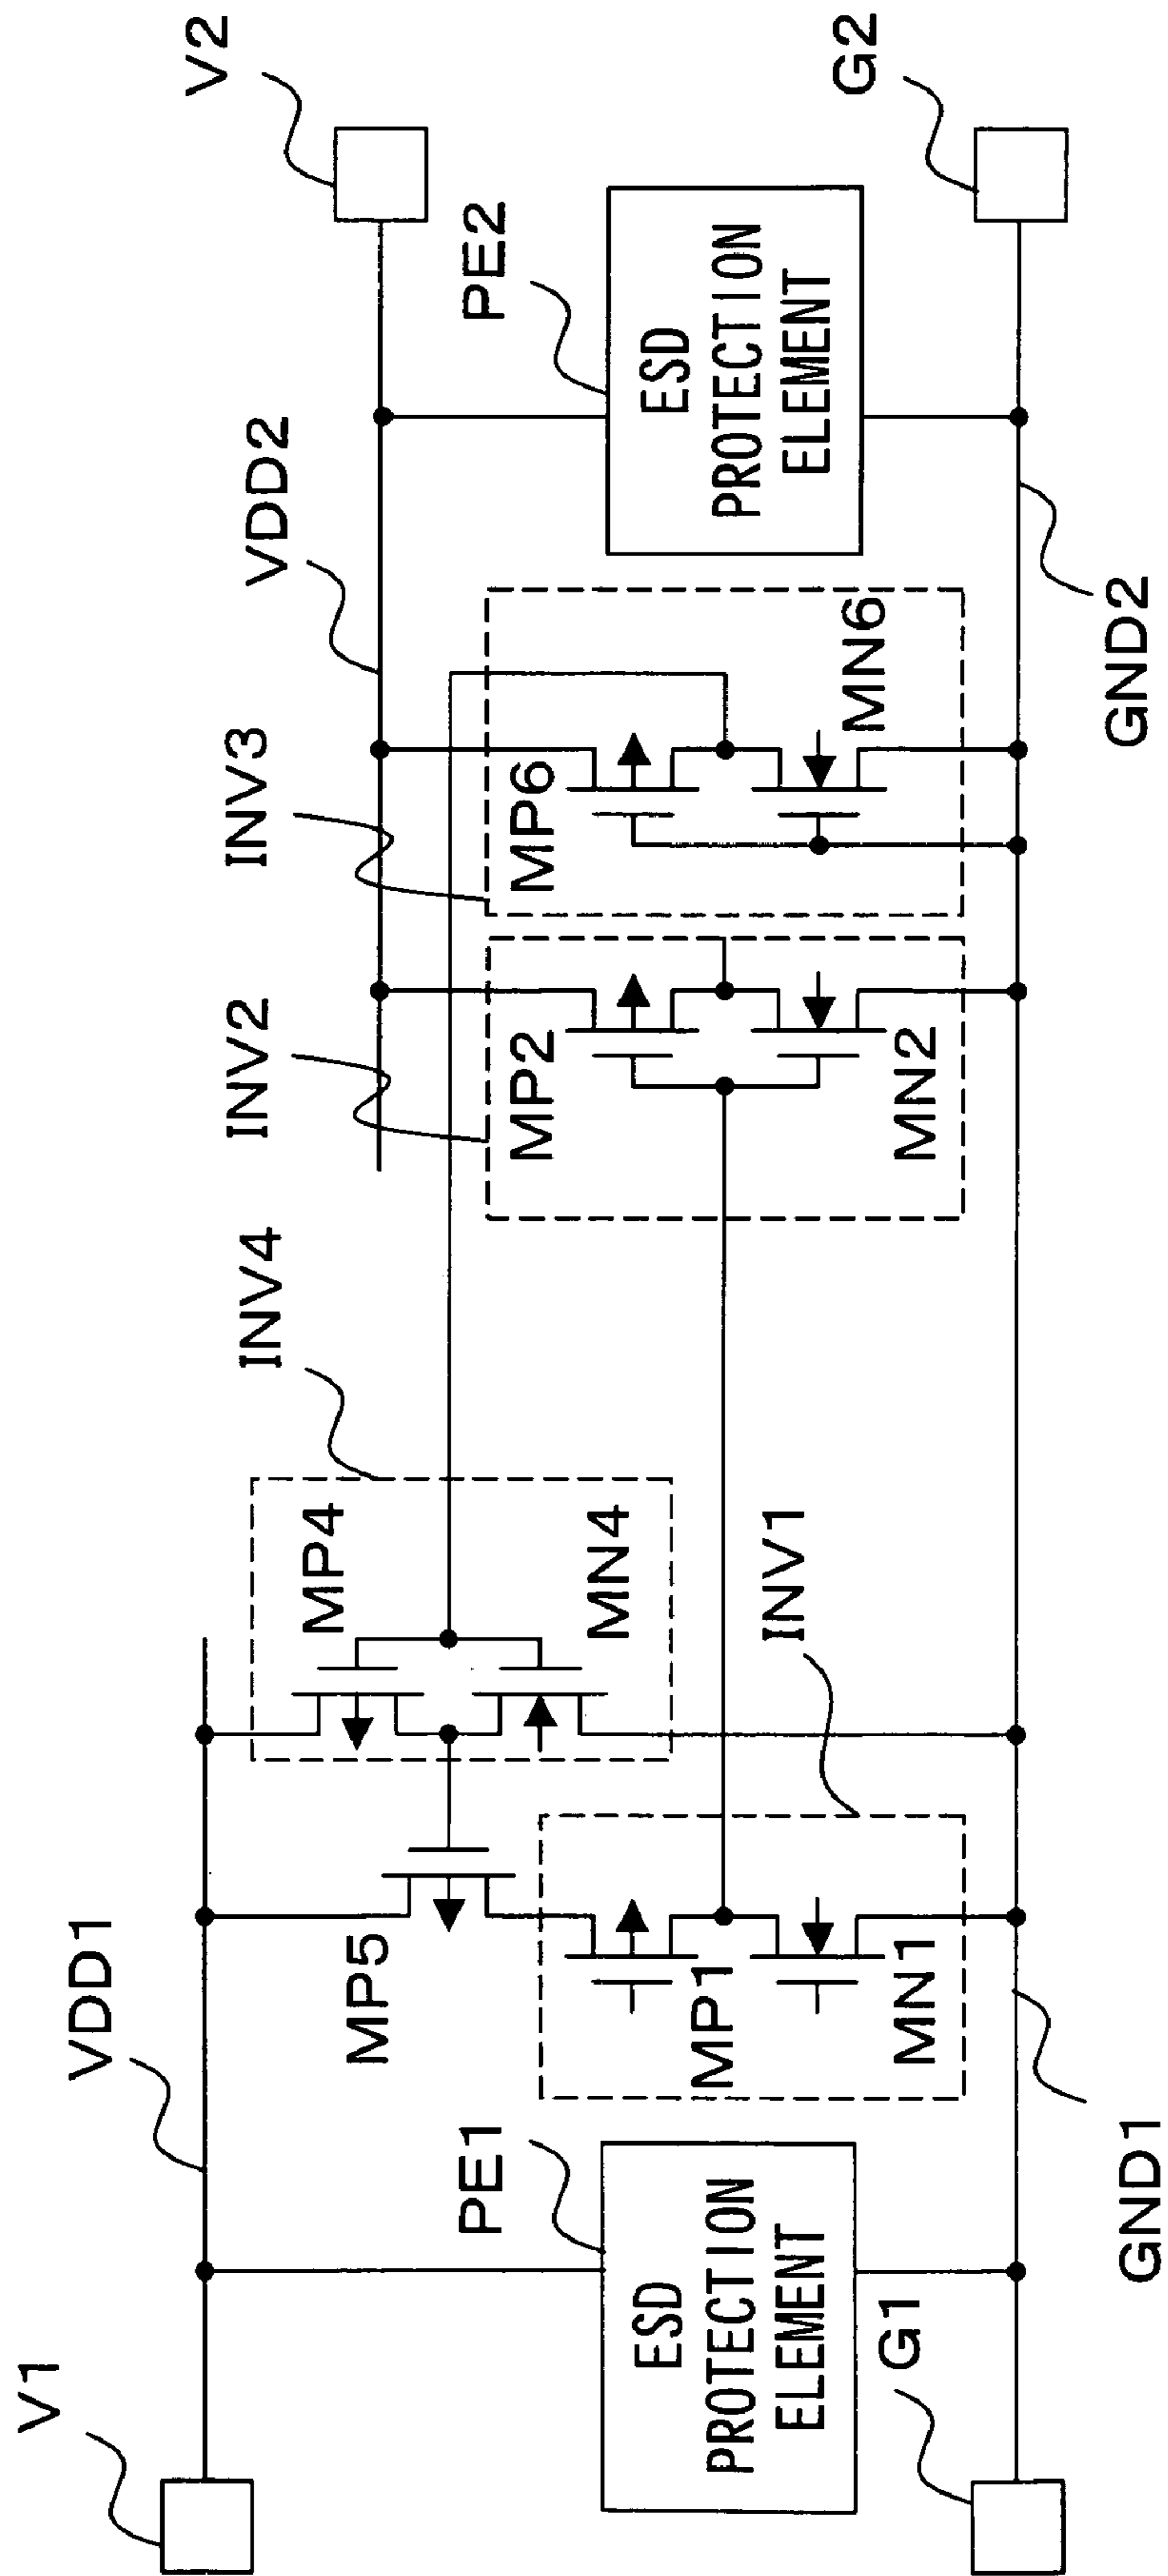 V1
VDD1
INV4
INV2
INV3
VDD2
V2
MP4
MP5
MN4
PE1
ESD
PROTECTION
ELEMENT
MP1
MN1
INV1
MP2
MN2
MP6
MN6
PE2
ESD
PROTECTION
ELEMENT
G1
GND1
GND2
G2